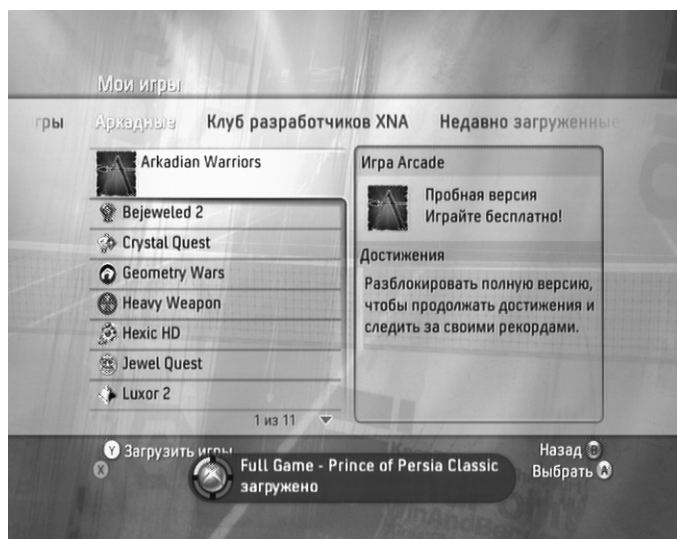 Мои игры
гры Аркадные Клуб разработчиков XNA Недавно загруженные
Arkadian Warriors
Bejeweled 2
Crystal Quest
Geometry Wars
Heavy Weapon
Hexic HD
Jewel Quest
Luxor 2
1 из 11
Игра Arcade
Пробная версия
Играйте бесплатно!
Достижения
Разблокировать полную версию,
чтобы продолжать достижения и
следить за своими рекордами.
Y Загрузить игры
X
Назад B
Выбрать A
Full Game - Prince of Persia Classic
загружено